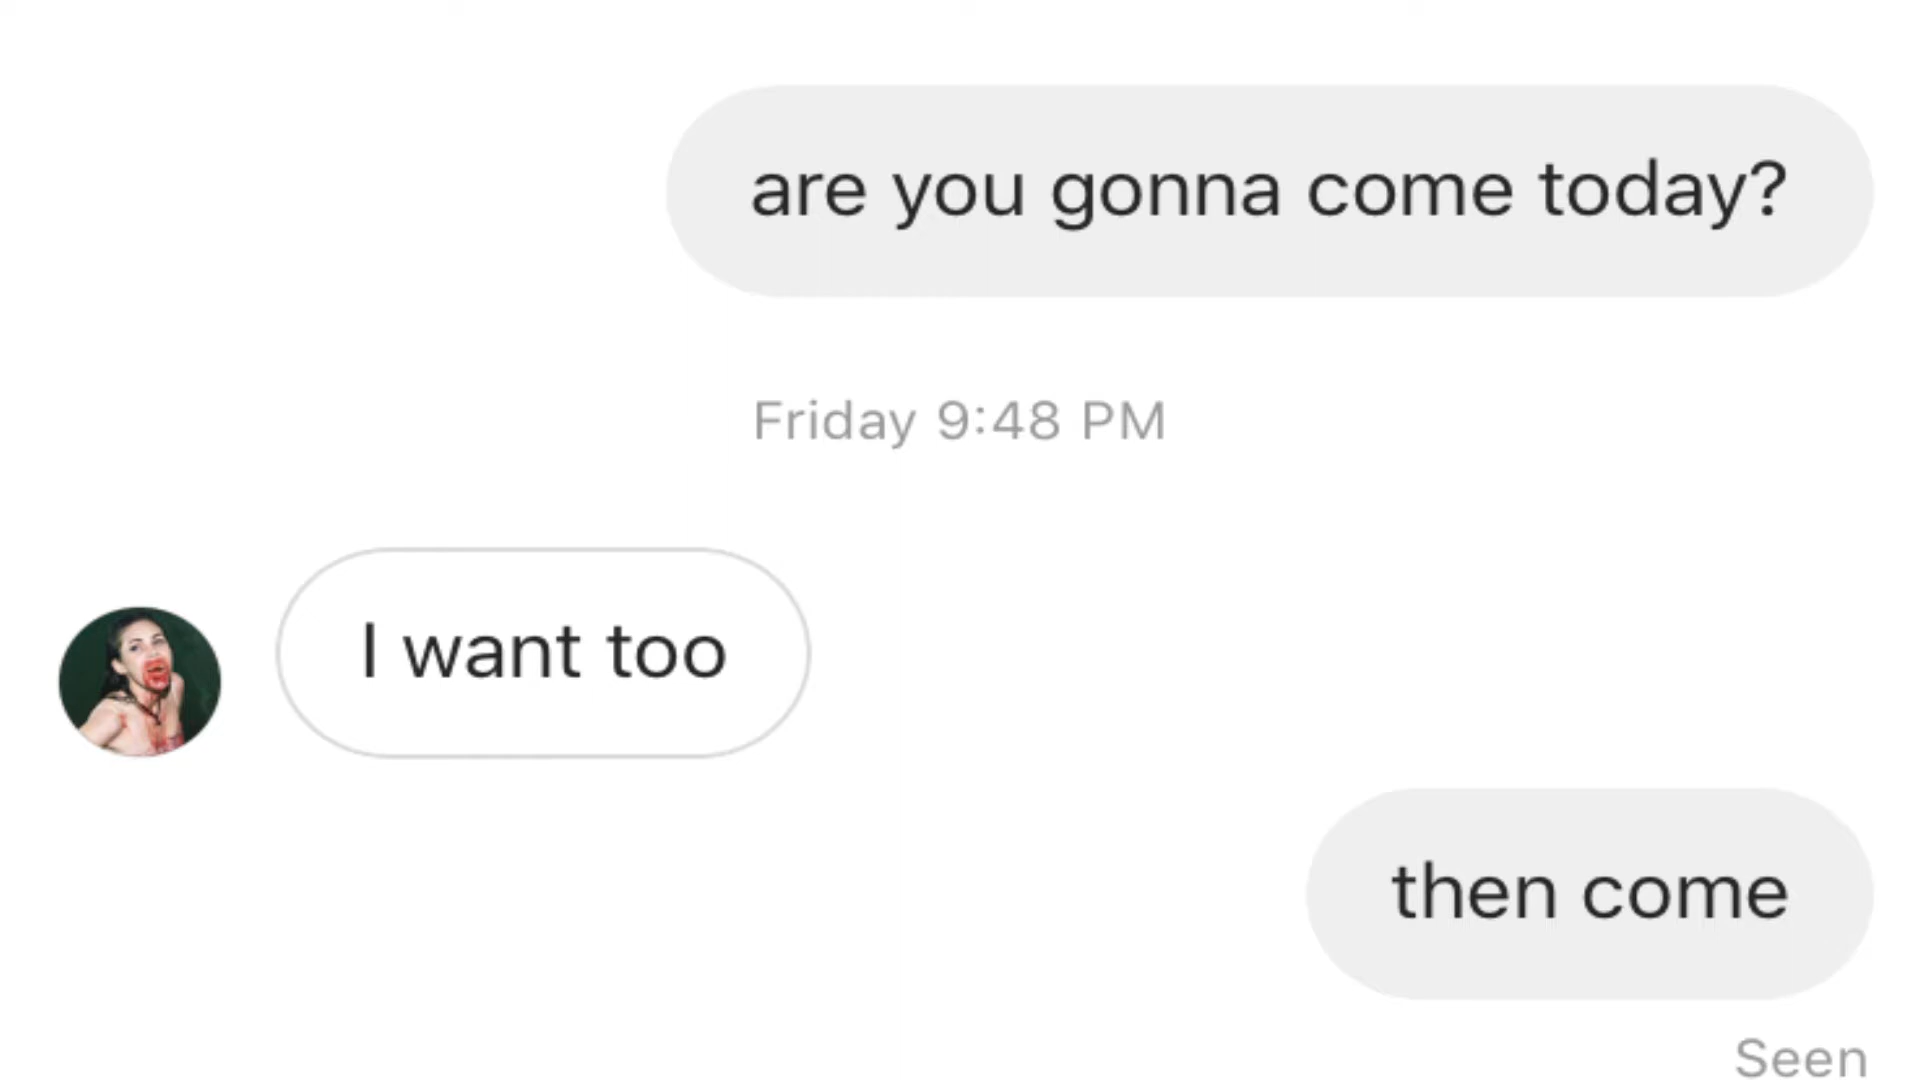 are you gonna come today?
Friday 9:48 PM
I want too
then come
Seen